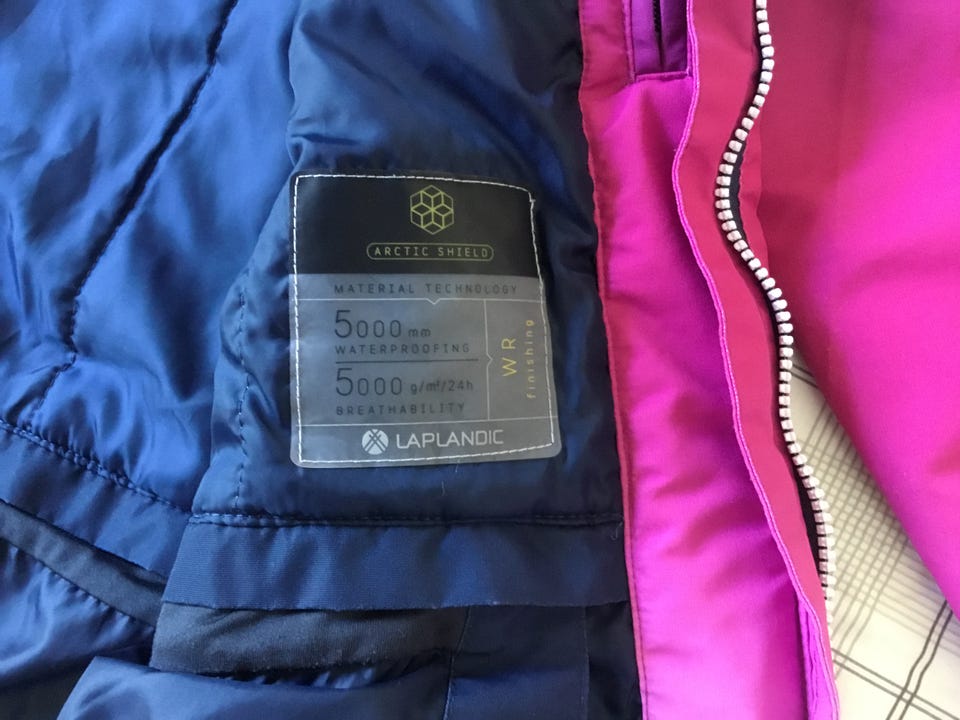 ARCTIC SHIELD
MATERIAL TECHNOLOGY
5000 mm
WATERPROOFING
5000 g/m²/24h
BREATHABILITY
WR
finishing
LAPLANDIC